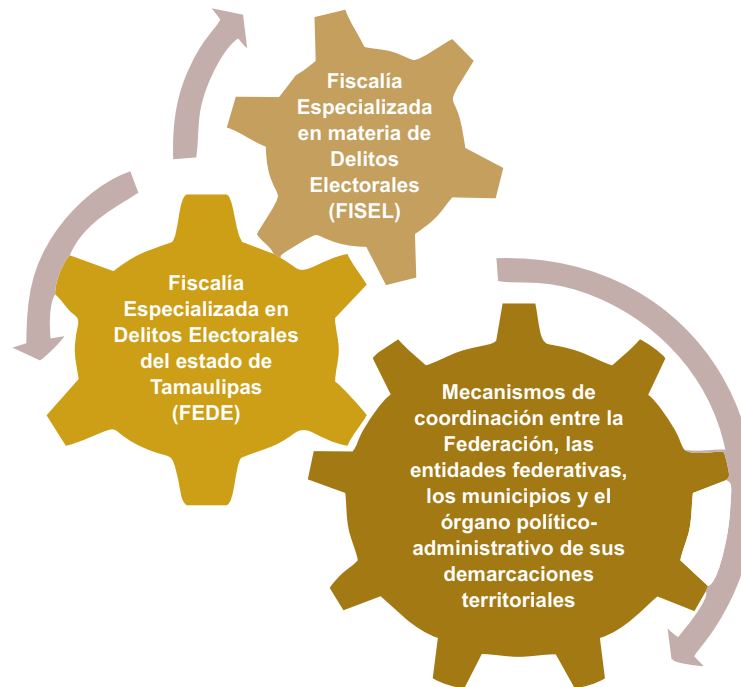 Fiscalía
Especializada
en materia de
Delitos
Electorales
(FISEL)
Fiscalía
Especializada en
Delitos Electorales
del estado de
Tamaulipas
(FEDE)
Mecanismos de
coordinación entre la
Federación, las
entidades federativas,
los municipios y el
órgano político-
administrativo de sus
demarcaciones
territoriales